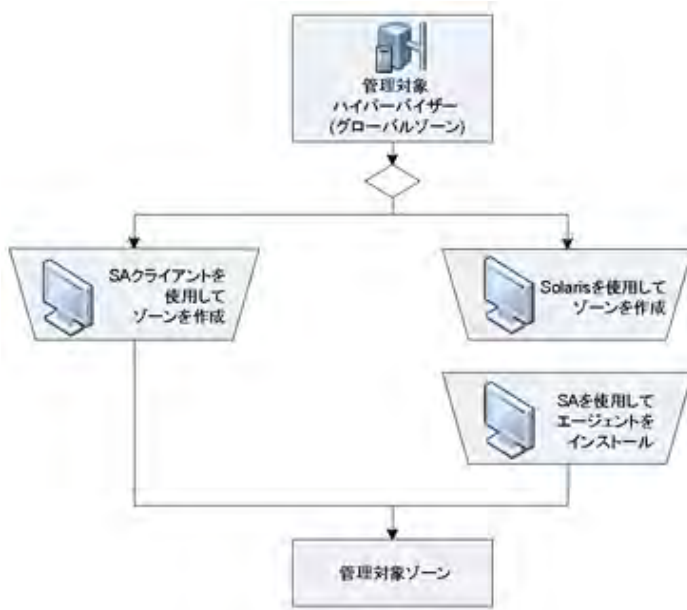 管理対象
ハイパーバイザー
(グローバルゾーン)
SAクライアントを
使用して
ゾーンを作成
Solarisを使用して
ゾーンを作成
SAを使用して
エージェントを
インストール
管理対象ゾーン